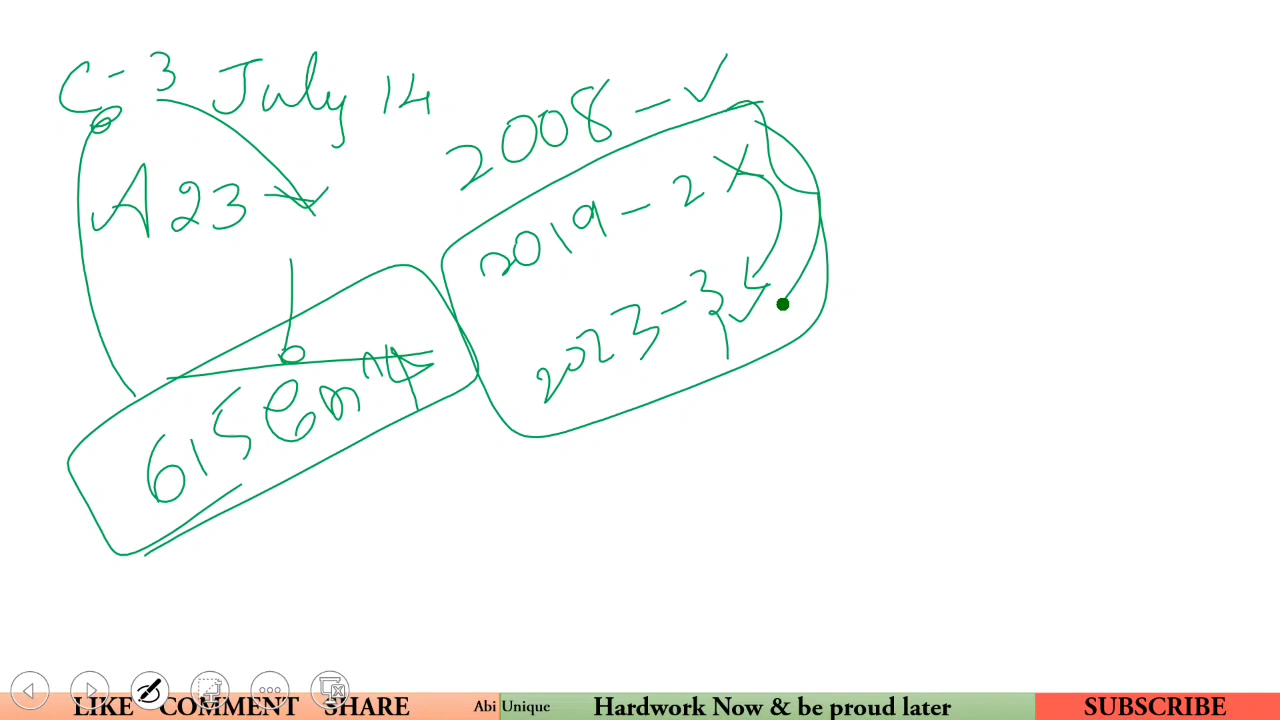 C-3 July 14
A23
2008 - ✓
2019 - 2 X
2023 - 3 ✓
615
LIKE COMMENT SHARE
Abi Unique
Hardwork Now & be proud later
SUBSCRIBE